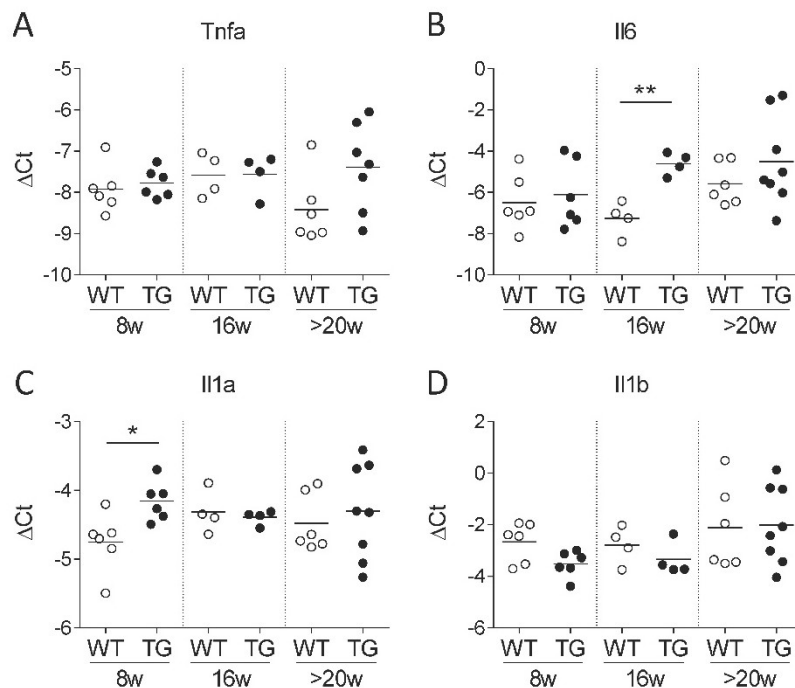 A
Tnfa
ΔCt
-5
-6
-7
-8
-9
-10
WT TG WT TG WT TG
8w 16w >20w
B
Il6
ΔCt
0
-2
-4
-6
-8
-10
**
WT TG WT TG WT TG
8w 16w >20w
C
Il1a
ΔCt
-3
-4
-5
-6
*
WT TG WT TG WT TG
8w 16w >20w
D
Il1b
ΔCt
2
0
-2
-4
-6
WT TG WT TG WT TG
8w 16w >20w